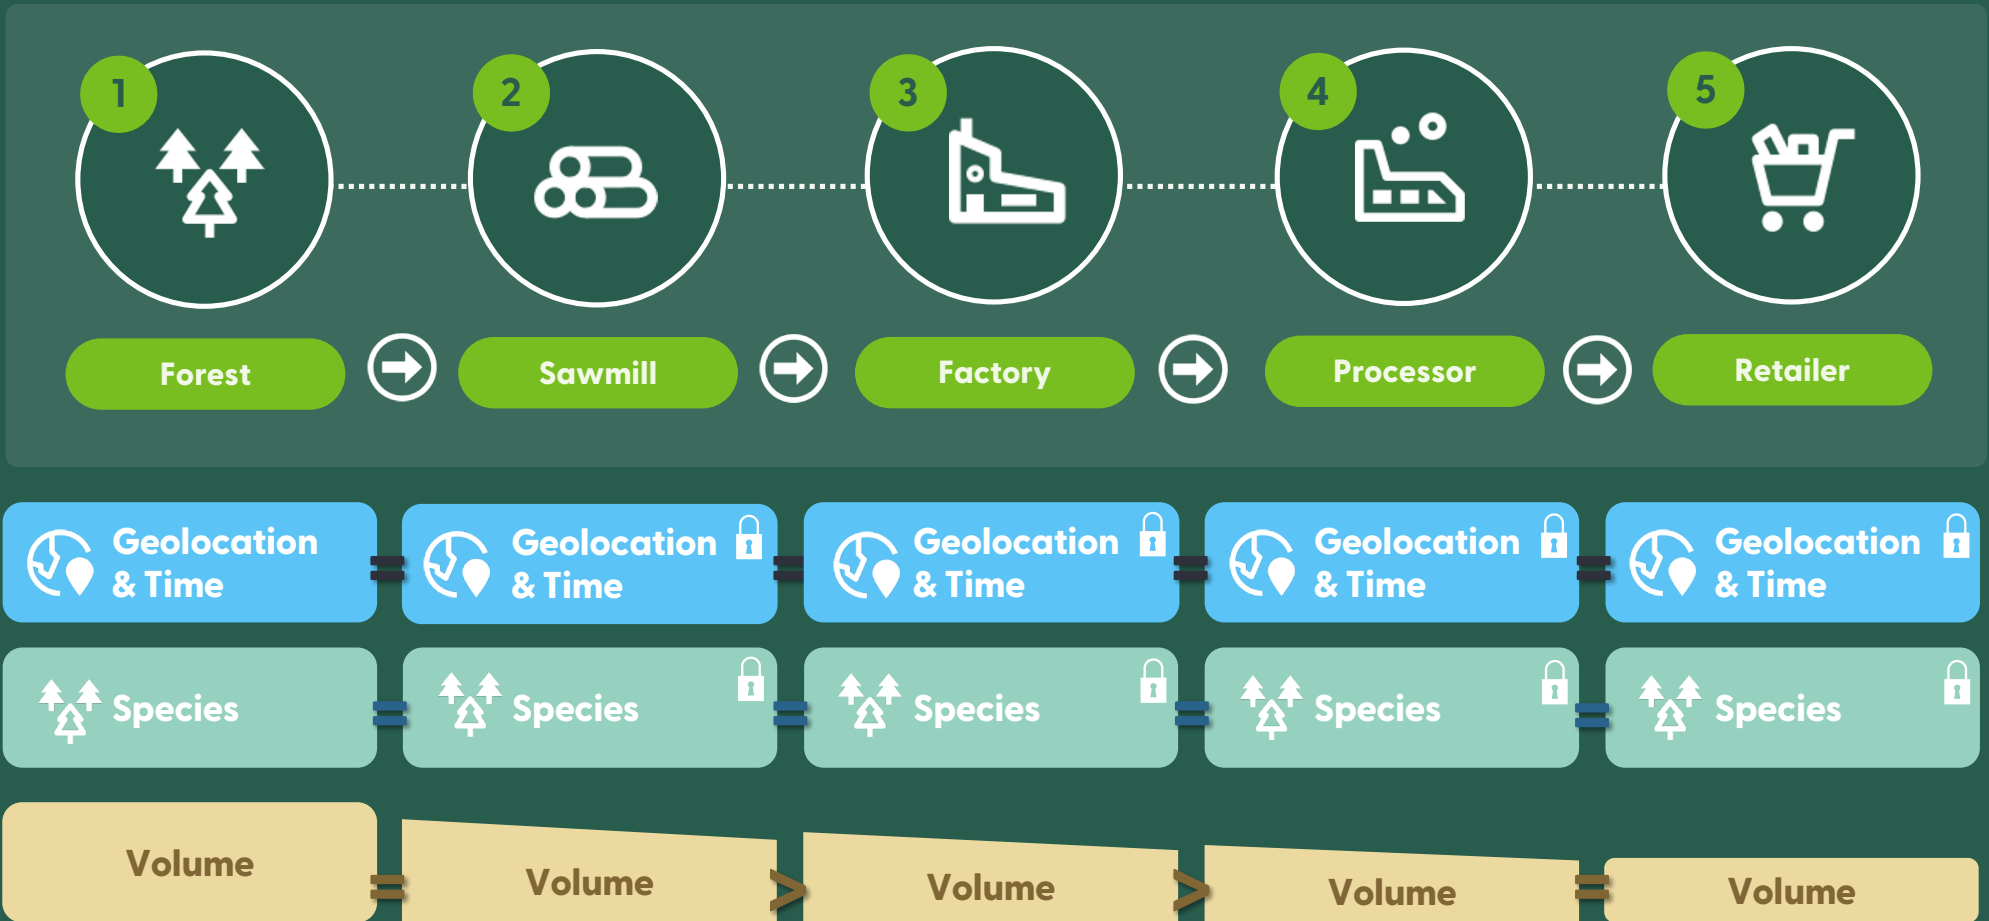 1
2
3
4
5
Forest
Sawmill
Factory
Processor
Retailer
Geolocation
& Time
=
Geolocation
& Time
=
Geolocation
& Time
=
Geolocation
& Time
=
Geolocation
& Time
Species
=
Species
=
Species
=
Species
=
Species
Volume
=
Volume
>
Volume
>
Volume
=
Volume